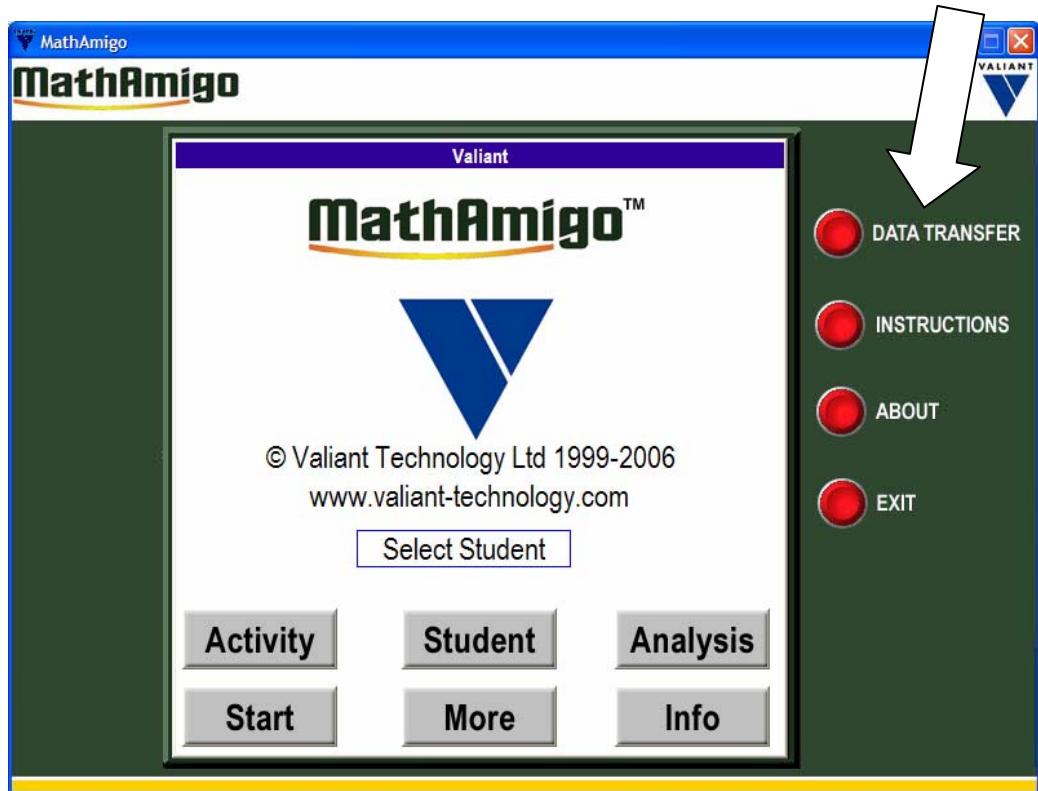 MathAmigo
MathAmigo
VALIANT
Valiant
MathAmigo™
© Valiant Technology Ltd 1999-2006
www.valiant-technology.com
Select Student
Activity Student Analysis
Start More Info
DATA TRANSFER
INSTRUCTIONS
ABOUT
EXIT